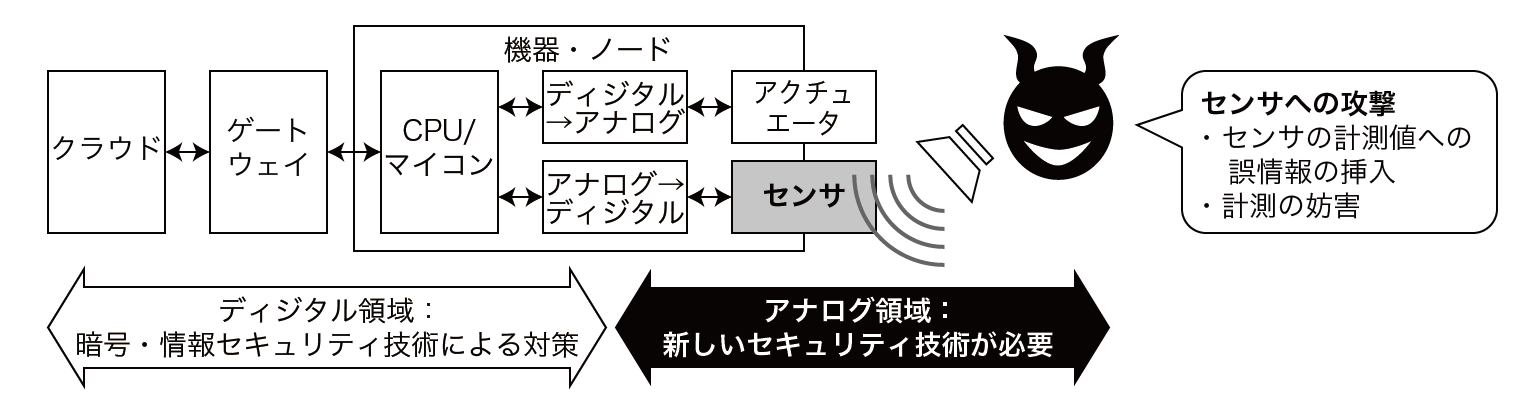 機器・ノード
クラウド
ゲート
ウェイ
CPU/
マイコン
ディジタル
→アナログ
アクチュ
エータ
アナログ→
ディジタル
センサ
センサへの攻撃
・センサの計測値への
誤情報の挿入
・計測の妨害
ディジタル領域：
暗号・情報セキュリティ技術による対策
アナログ領域：
新しいセキュリティ技術が必要